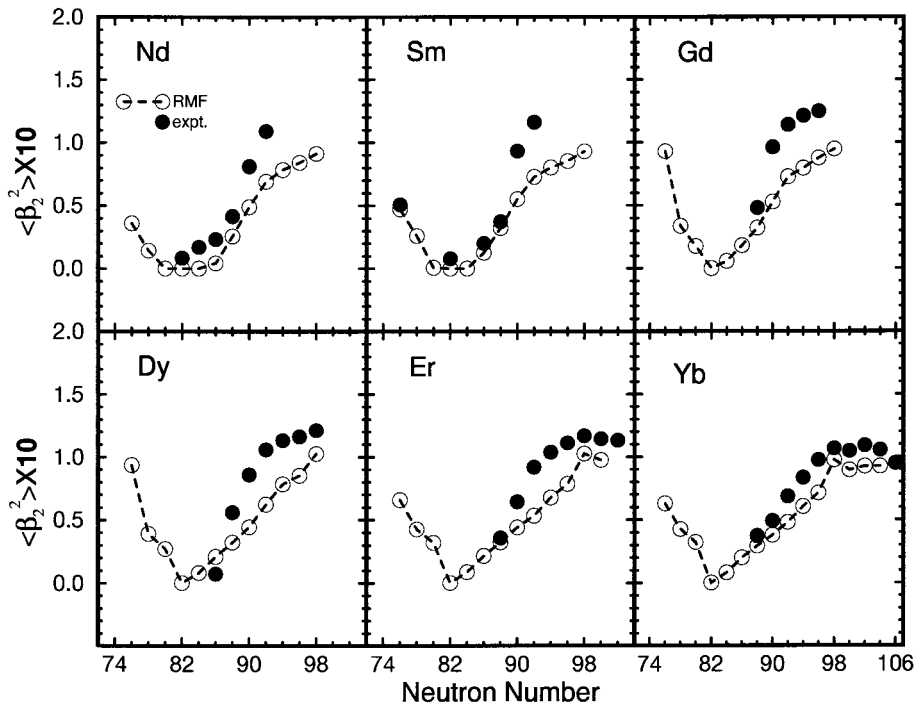 2.0
Nd
Sm
Gd
1.5
RMF
expt.
1.0
0.5
0.0
<β₂²>X10
2.0
Dy
Er
Yb
1.5
1.0
0.5
0.0
<β₂²>X10
74 82 90 98 74 82 90 98 74 82 90 98 106
Neutron Number